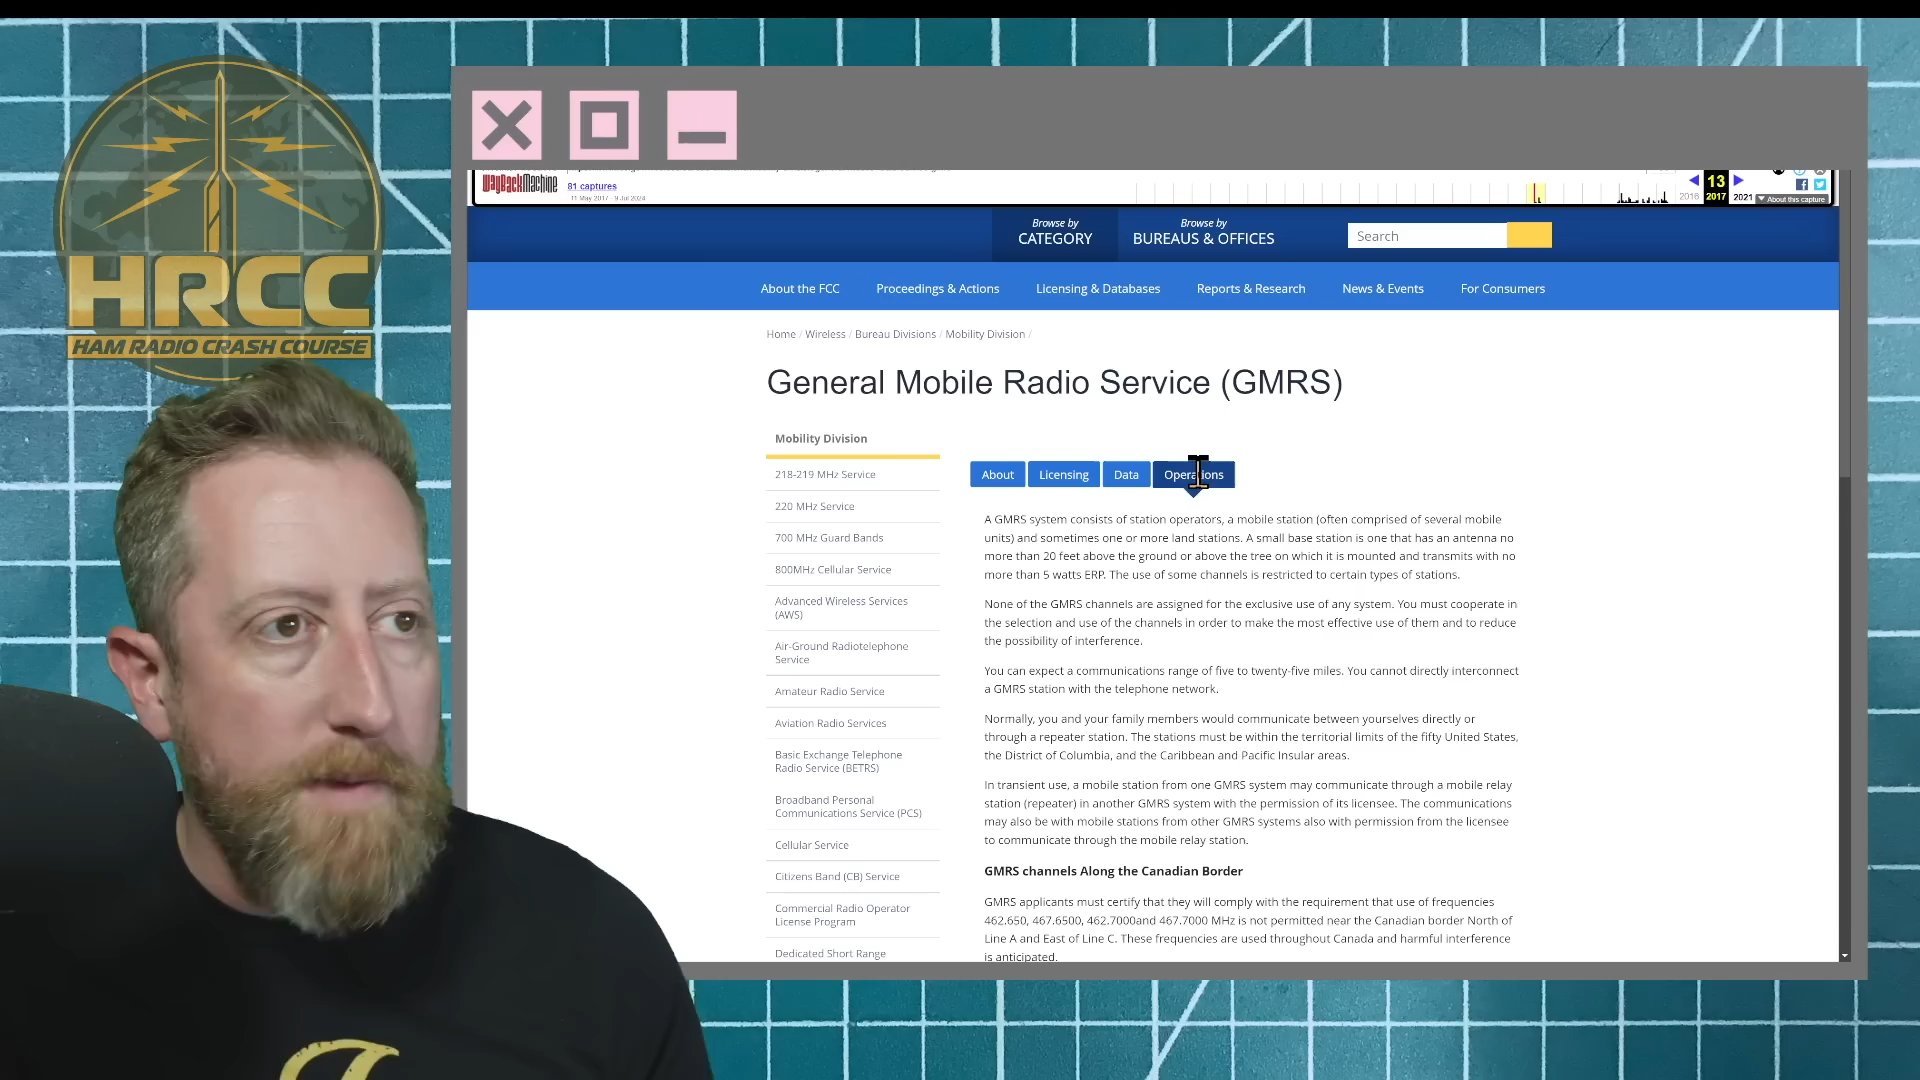 HRCC
HAM RADIO CRASH COURSE
WayBackMachine
81 captures
11 May 2017 - 9 Jul 2024
13
2016 2017 2021
About this capture
Browse by
CATEGORY
Browse by
BUREAUS & OFFICES
Search
About the FCC
Proceedings & Actions
Licensing & Databases
Reports & Research
News & Events
For Consumers
Home / Wireless / Bureau Divisions / Mobility Division /
General Mobile Radio Service (GMRS)
Mobility Division
218-219 MHz Service
220 MHz Service
700 MHz Guard Bands
800MHz Cellular Service
Advanced Wireless Services
(AWS)
Air-Ground Radiotelephone
Service
Amateur Radio Service
Aviation Radio Services
Basic Exchange Telephone
Radio Service (BETRS)
Broadband Personal
Communications Service (PCS)
Cellular Service
Citizens Band (CB) Service
Commercial Radio Operator
License Program
Dedicated Short Range
About
Licensing
Data
Operations
A GMRS system consists of station operators, a mobile station (often comprised of several mobile
units) and sometimes one or more land stations. A small base station is one that has an antenna no
more than 20 feet above the ground or above the tree on which it is mounted and transmits with no
more than 5 watts ERP. The use of some channels is restricted to certain types of stations.
None of the GMRS channels are assigned for the exclusive use of any system. You must cooperate in
the selection and use of the channels in order to make the most effective use of them and to reduce
the possibility of interference.
You can expect a communications range of five to twenty-five miles. You cannot directly interconnect
a GMRS station with the telephone network.
Normally, you and your family members would communicate between yourselves directly or
through a repeater station. The stations must be within the territorial limits of the fifty United States,
the District of Columbia, and the Caribbean and Pacific Insular areas.
In transient use, a mobile station from one GMRS system may communicate through a mobile relay
station (repeater) in another GMRS system with the permission of its licensee. The communications
may also be with mobile stations from other GMRS systems also with permission from the licensee
to communicate through the mobile relay station.
GMRS channels Along the Canadian Border
GMRS applicants must certify that they will comply with the requirement that use of frequencies
462.650, 467.6500, 462.7000and 467.7000 MHz is not permitted near the Canadian border North of
Line A and East of Line C. These frequencies are used throughout Canada and harmful interference
is anticipated.